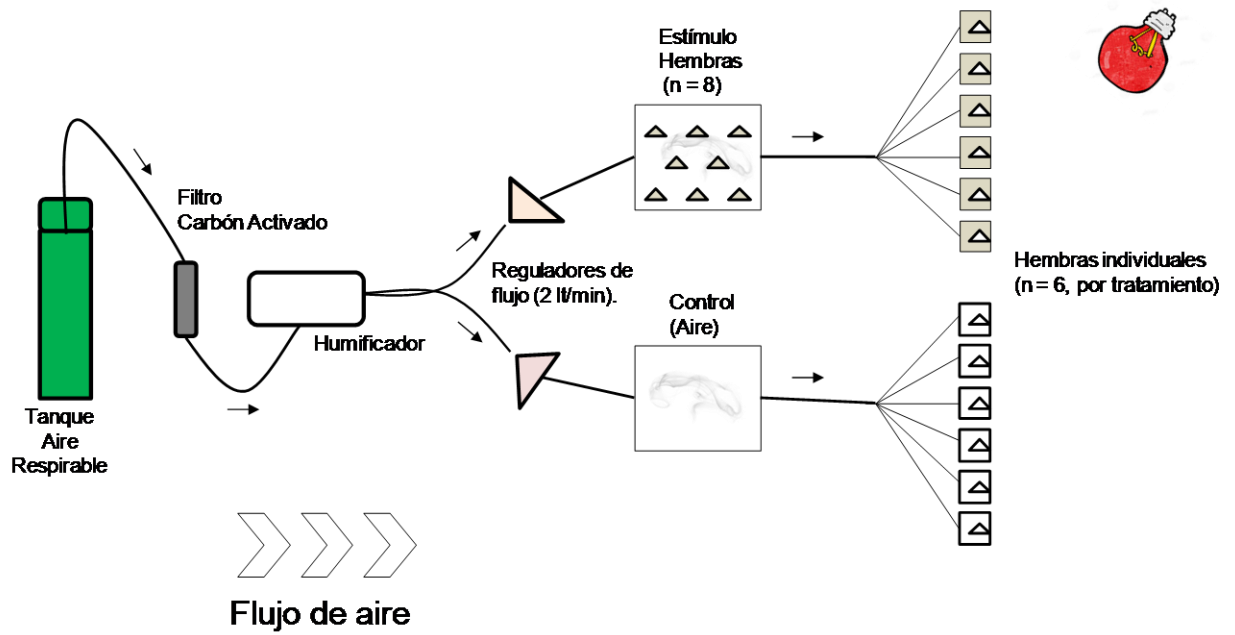 Estímulo
Hembras
(n = 8)
Filtro
Carbón Activado
Reguladores de
flujo (2 lt/min).
Humificador
Control
(Aire)
Hembras individuales
(n = 6, por tratamiento)
Tanque
Aire
Respirable
Flujo de aire